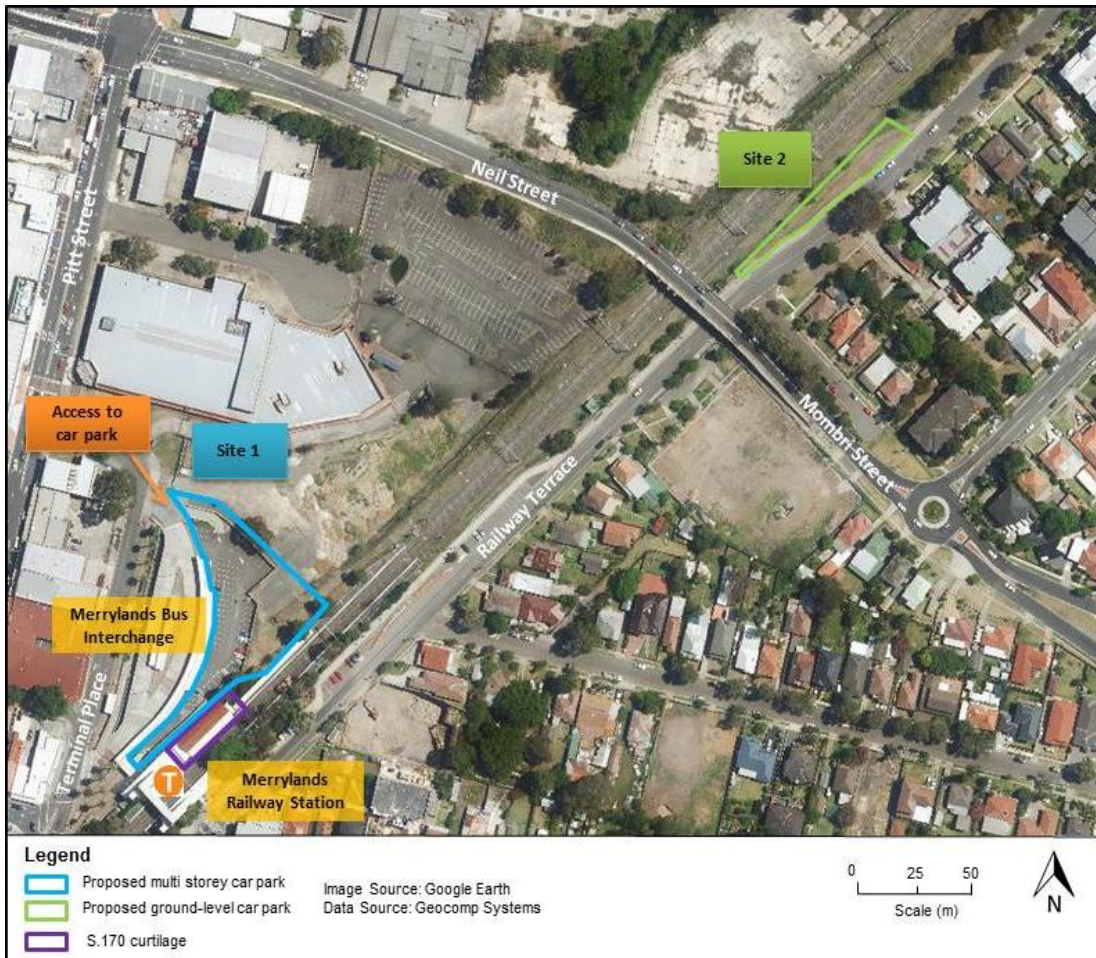 Neil Street
Site 2
Pitt Street
Access to
car park
Site 1
Mombri Street
Railway Terrace
Merrylands Bus
Interchange
Terminal Place
T
Merrylands
Railway Station
Legend
Proposed multi storey car park
Proposed ground-level car park
S.170 curtilage
Image Source: Google Earth
Data Source: Geocomp Systems
0 25 50
Scale (m)
N